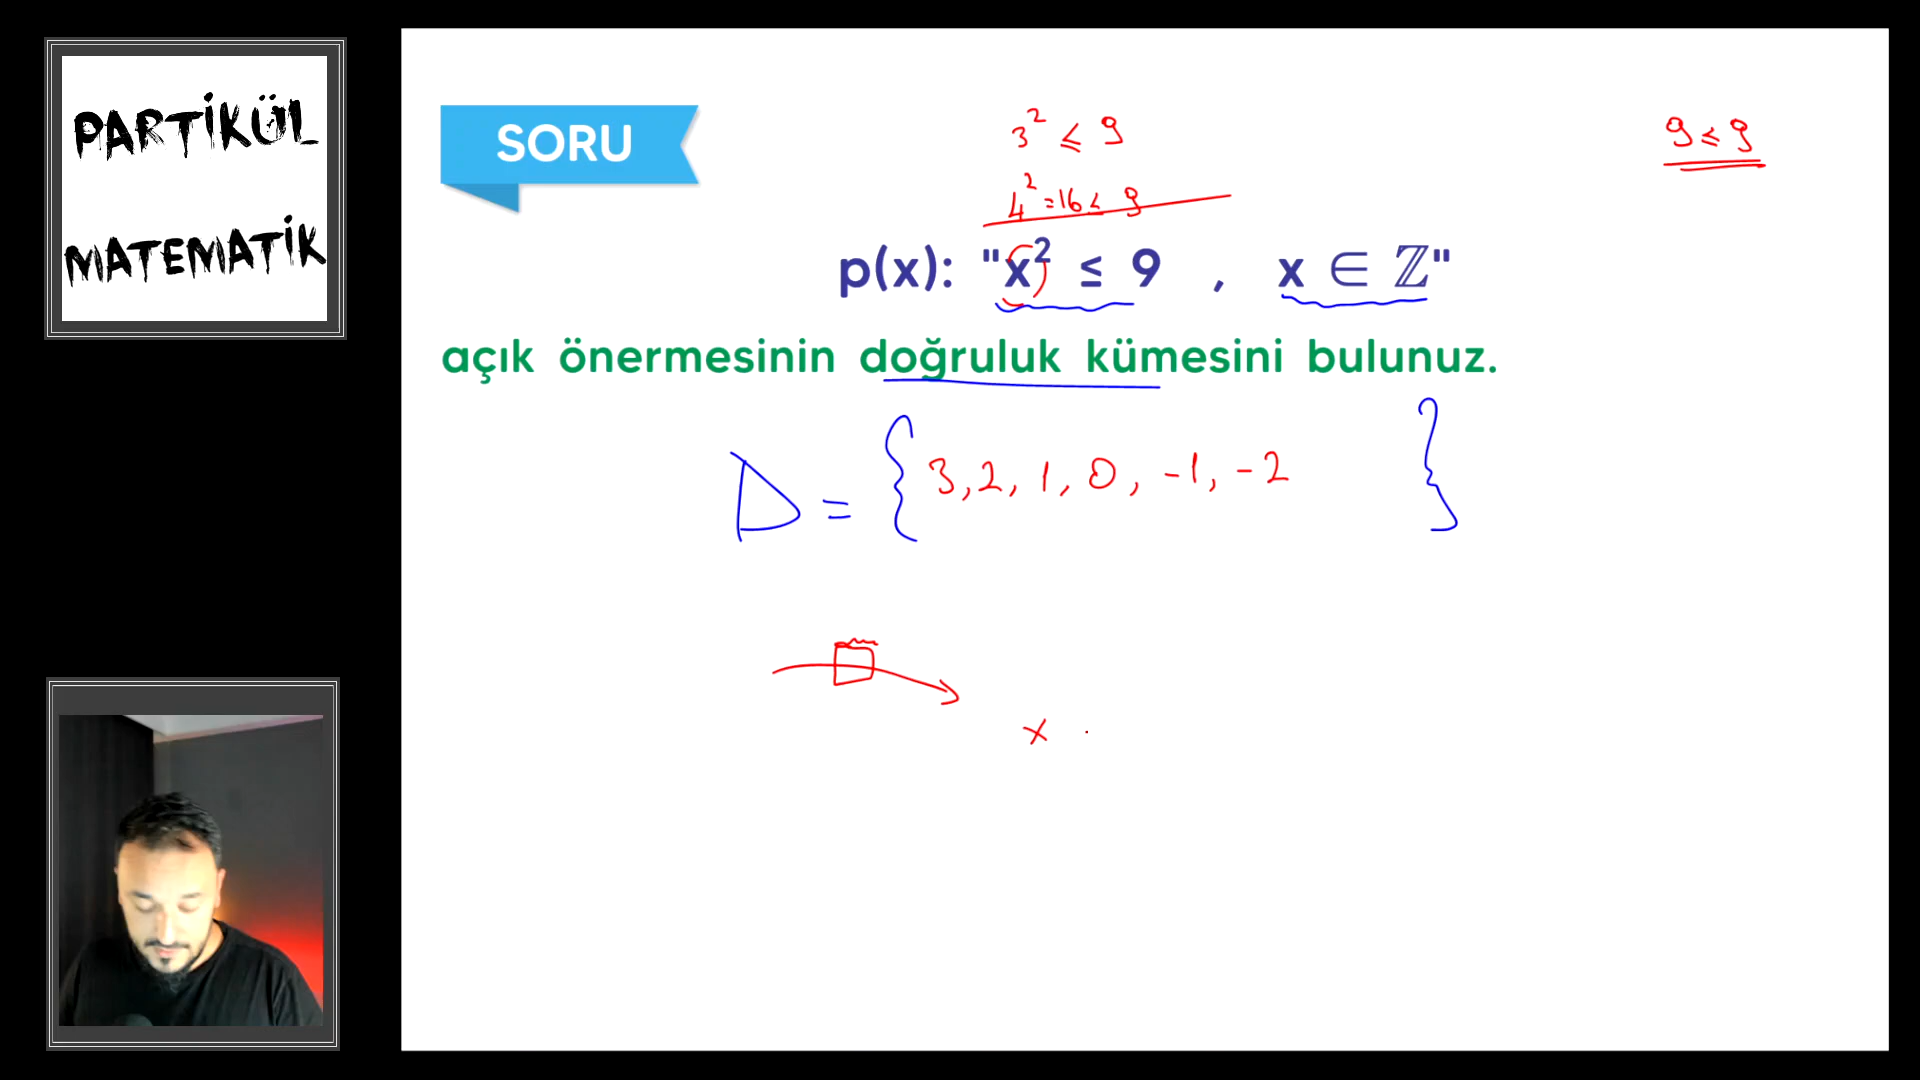 PARTİKÜL
MATEMATİK
SORU
3² ≤ 9
9 ≤ 9
4² = 16 ≤ 9
p(x): "x² ≤ 9 , x ∈ ℤ"
açık önermesinin doğruluk kümesini bulunuz.
D = { 3, 2, 1, 0, -1, -2 }
x .